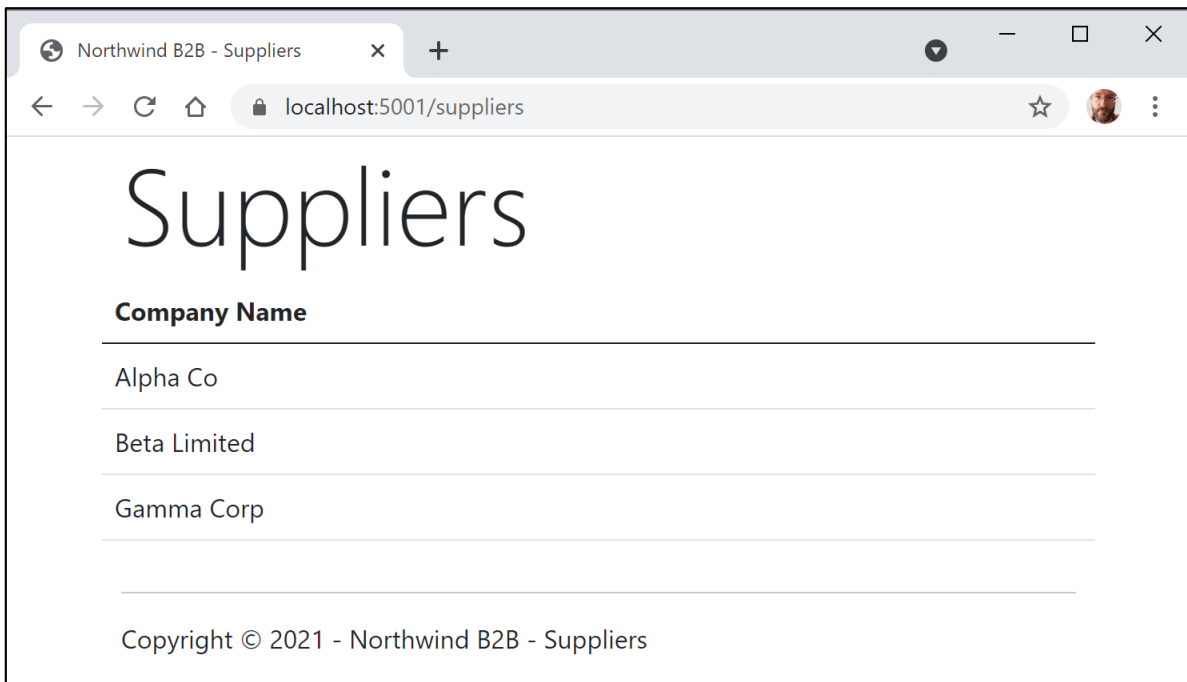 Northwind B2B - Suppliers
localhost:5001/suppliers
Suppliers
Company Name
Alpha Co
Beta Limited
Gamma Corp
Copyright © 2021 - Northwind B2B - Suppliers